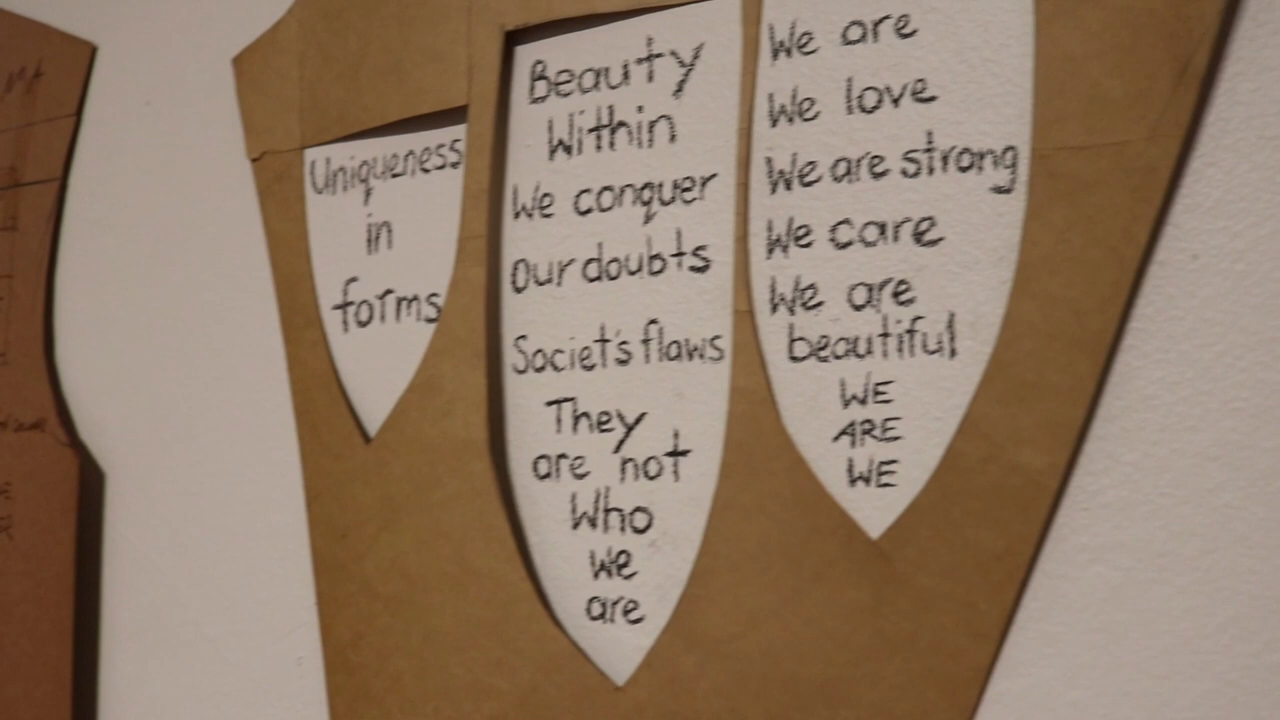 Uniqueness
in
forms
Beauty
Within
We conquer
our doubts
Societ's flaws
They
are not
Who
we
are
We are
We love
We are strong
We care
We are
beautiful
WE
ARE
WE